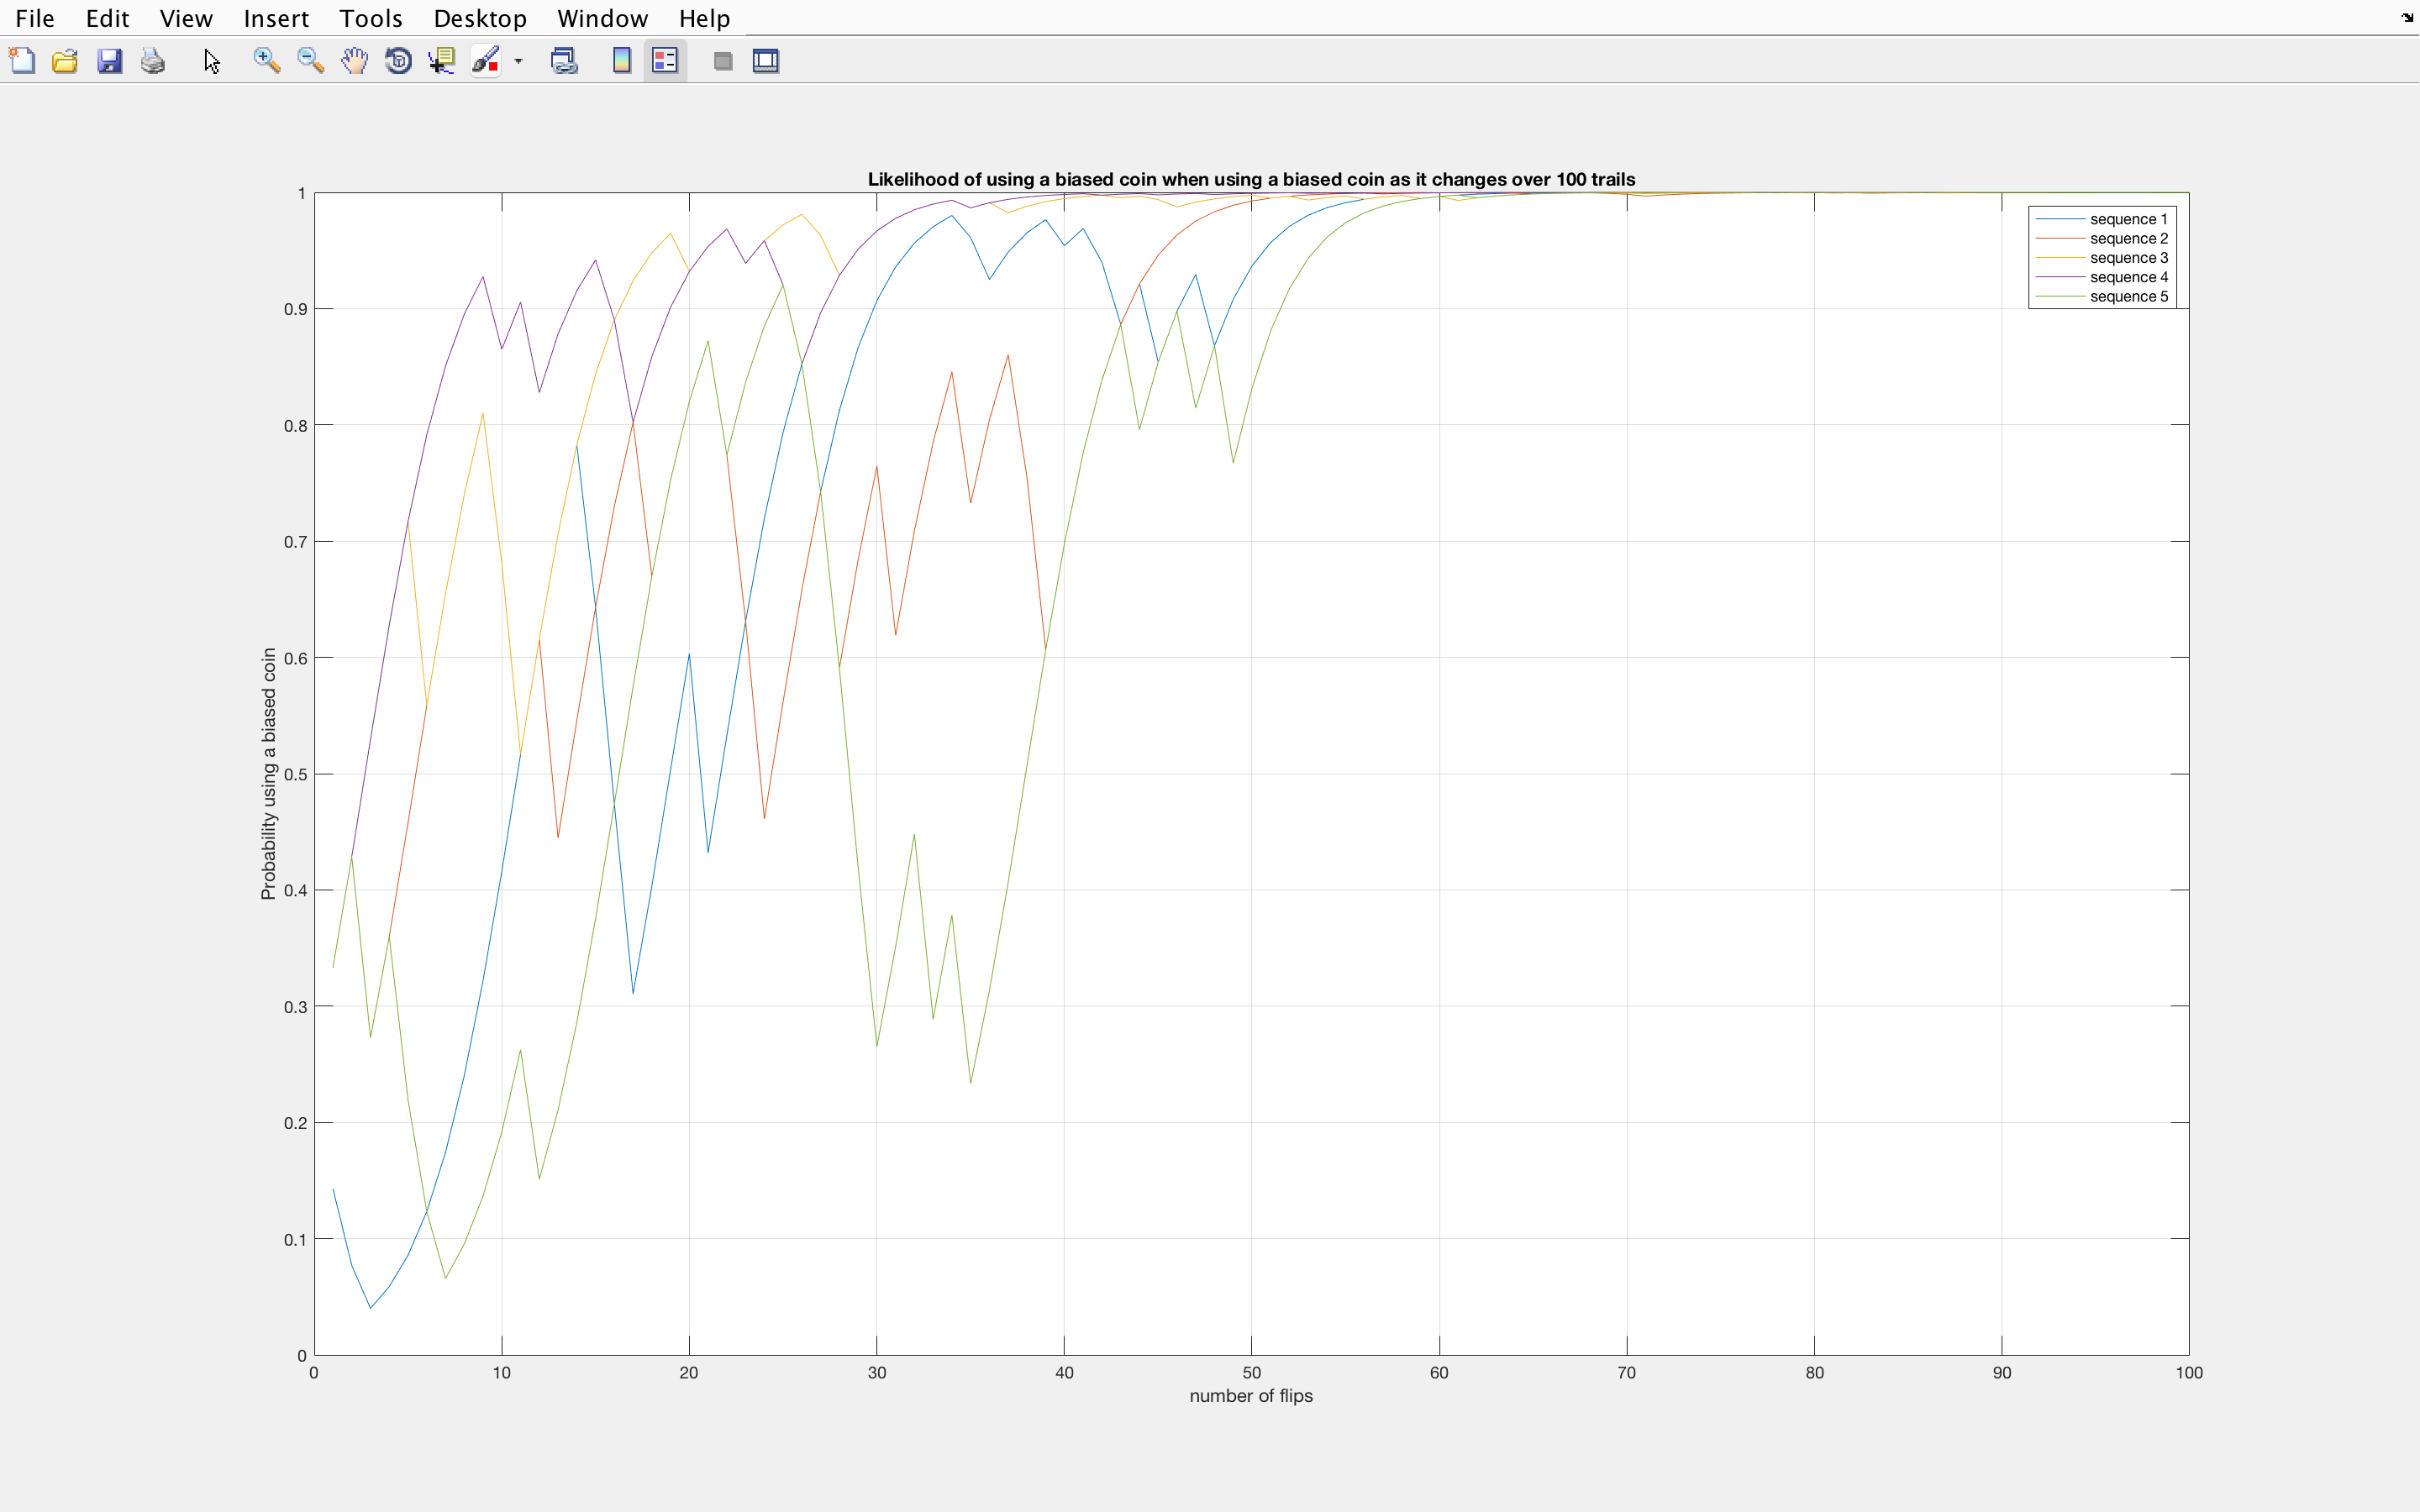 File Edit View Insert Tools Desktop Window Help
Likelihood of using a biased coin when using a biased coin as it changes over 100 trails
sequence 1
sequence 2
sequence 3
sequence 4
sequence 5
Probability using a biased coin
1
0.9
0.8
0.7
0.6
0.5
0.4
0.3
0.2
0.1
0
0 10 20 30 40 50 60 70 80 90 100
number of flips